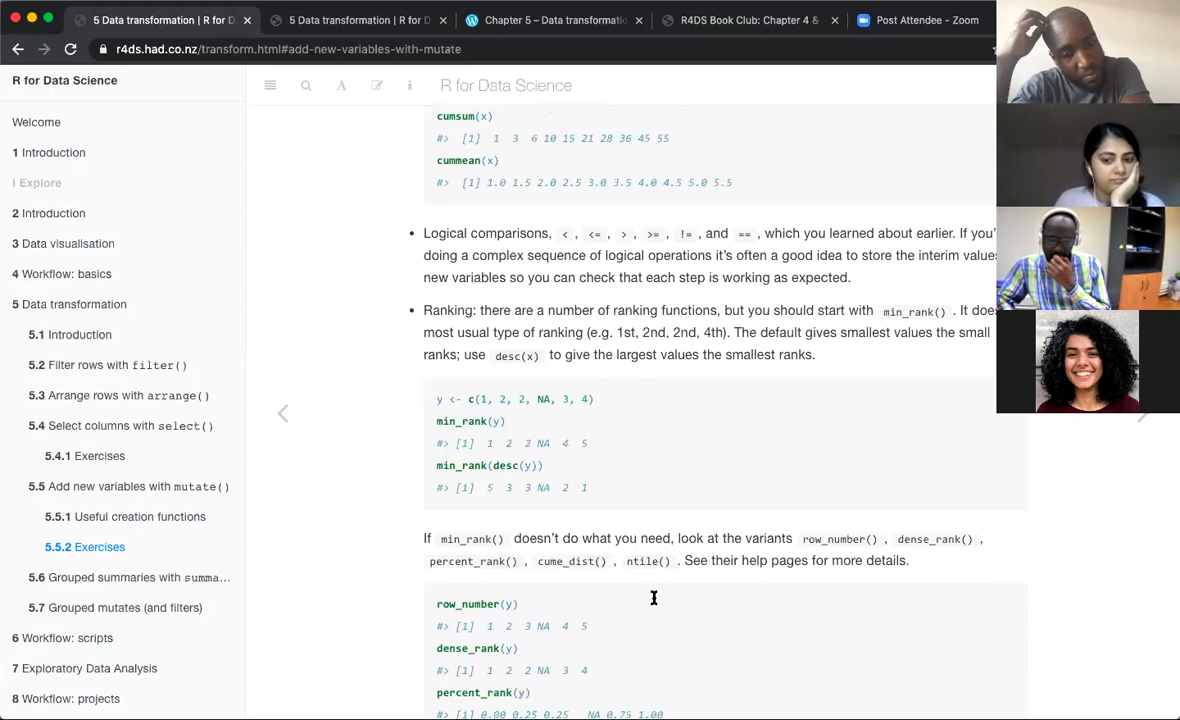 5 Data transformation | R for D
5 Data transformation | R for D
Chapter 5 – Data transformatio
R4DS Book Club: Chapter 4 &
Post Attendee - Zoom
r4ds.had.co.nz/transform.html#add-new-variables-with-mutate
R for Data Science
Welcome
1 Introduction
I Explore
2 Introduction
3 Data visualisation
4 Workflow: basics
5 Data transformation
5.1 Introduction
5.2 Filter rows with filter()
5.3 Arrange rows with arrange()
5.4 Select columns with select()
5.4.1 Exercises
5.5 Add new variables with mutate()
5.5.1 Useful creation functions
5.5.2 Exercises
5.6 Grouped summaries with summa...
5.7 Grouped mutates (and filters)
6 Workflow: scripts
7 Exploratory Data Analysis
8 Workflow: projects
R for Data Science
cumsum(x)
#> [1] 1 3 6 10 15 21 28 36 45 55
cummean(x)
#> [1] 1.0 1.5 2.0 2.5 3.0 3.5 4.0 4.5 5.0 5.5
• Logical comparisons, < , <= , > , >= , != , and == , which you learned about earlier. If you'
doing a complex sequence of logical operations it's often a good idea to store the interim value
new variables so you can check that each step is working as expected.
• Ranking: there are a number of ranking functions, but you should start with min_rank() . It doe
most usual type of ranking (e.g. 1st, 2nd, 2nd, 4th). The default gives smallest values the small
ranks; use desc(x) to give the largest values the smallest ranks.
y <- c(1, 2, 2, NA, 3, 4)
min_rank(y)
#> [1] 1 2 2 NA 4 5
min_rank(desc(y))
#> [1] 5 3 3 NA 2 1
If min_rank() doesn't do what you need, look at the variants row_number() , dense_rank() ,
percent_rank() , cume_dist() , ntile() . See their help pages for more details.
row_number(y)
#> [1] 1 2 3 NA 4 5
dense_rank(y)
#> [1] 1 2 2 NA 3 4
percent_rank(y)
#> [1] 0.00 0.25 0.25 NA 0.75 1.00